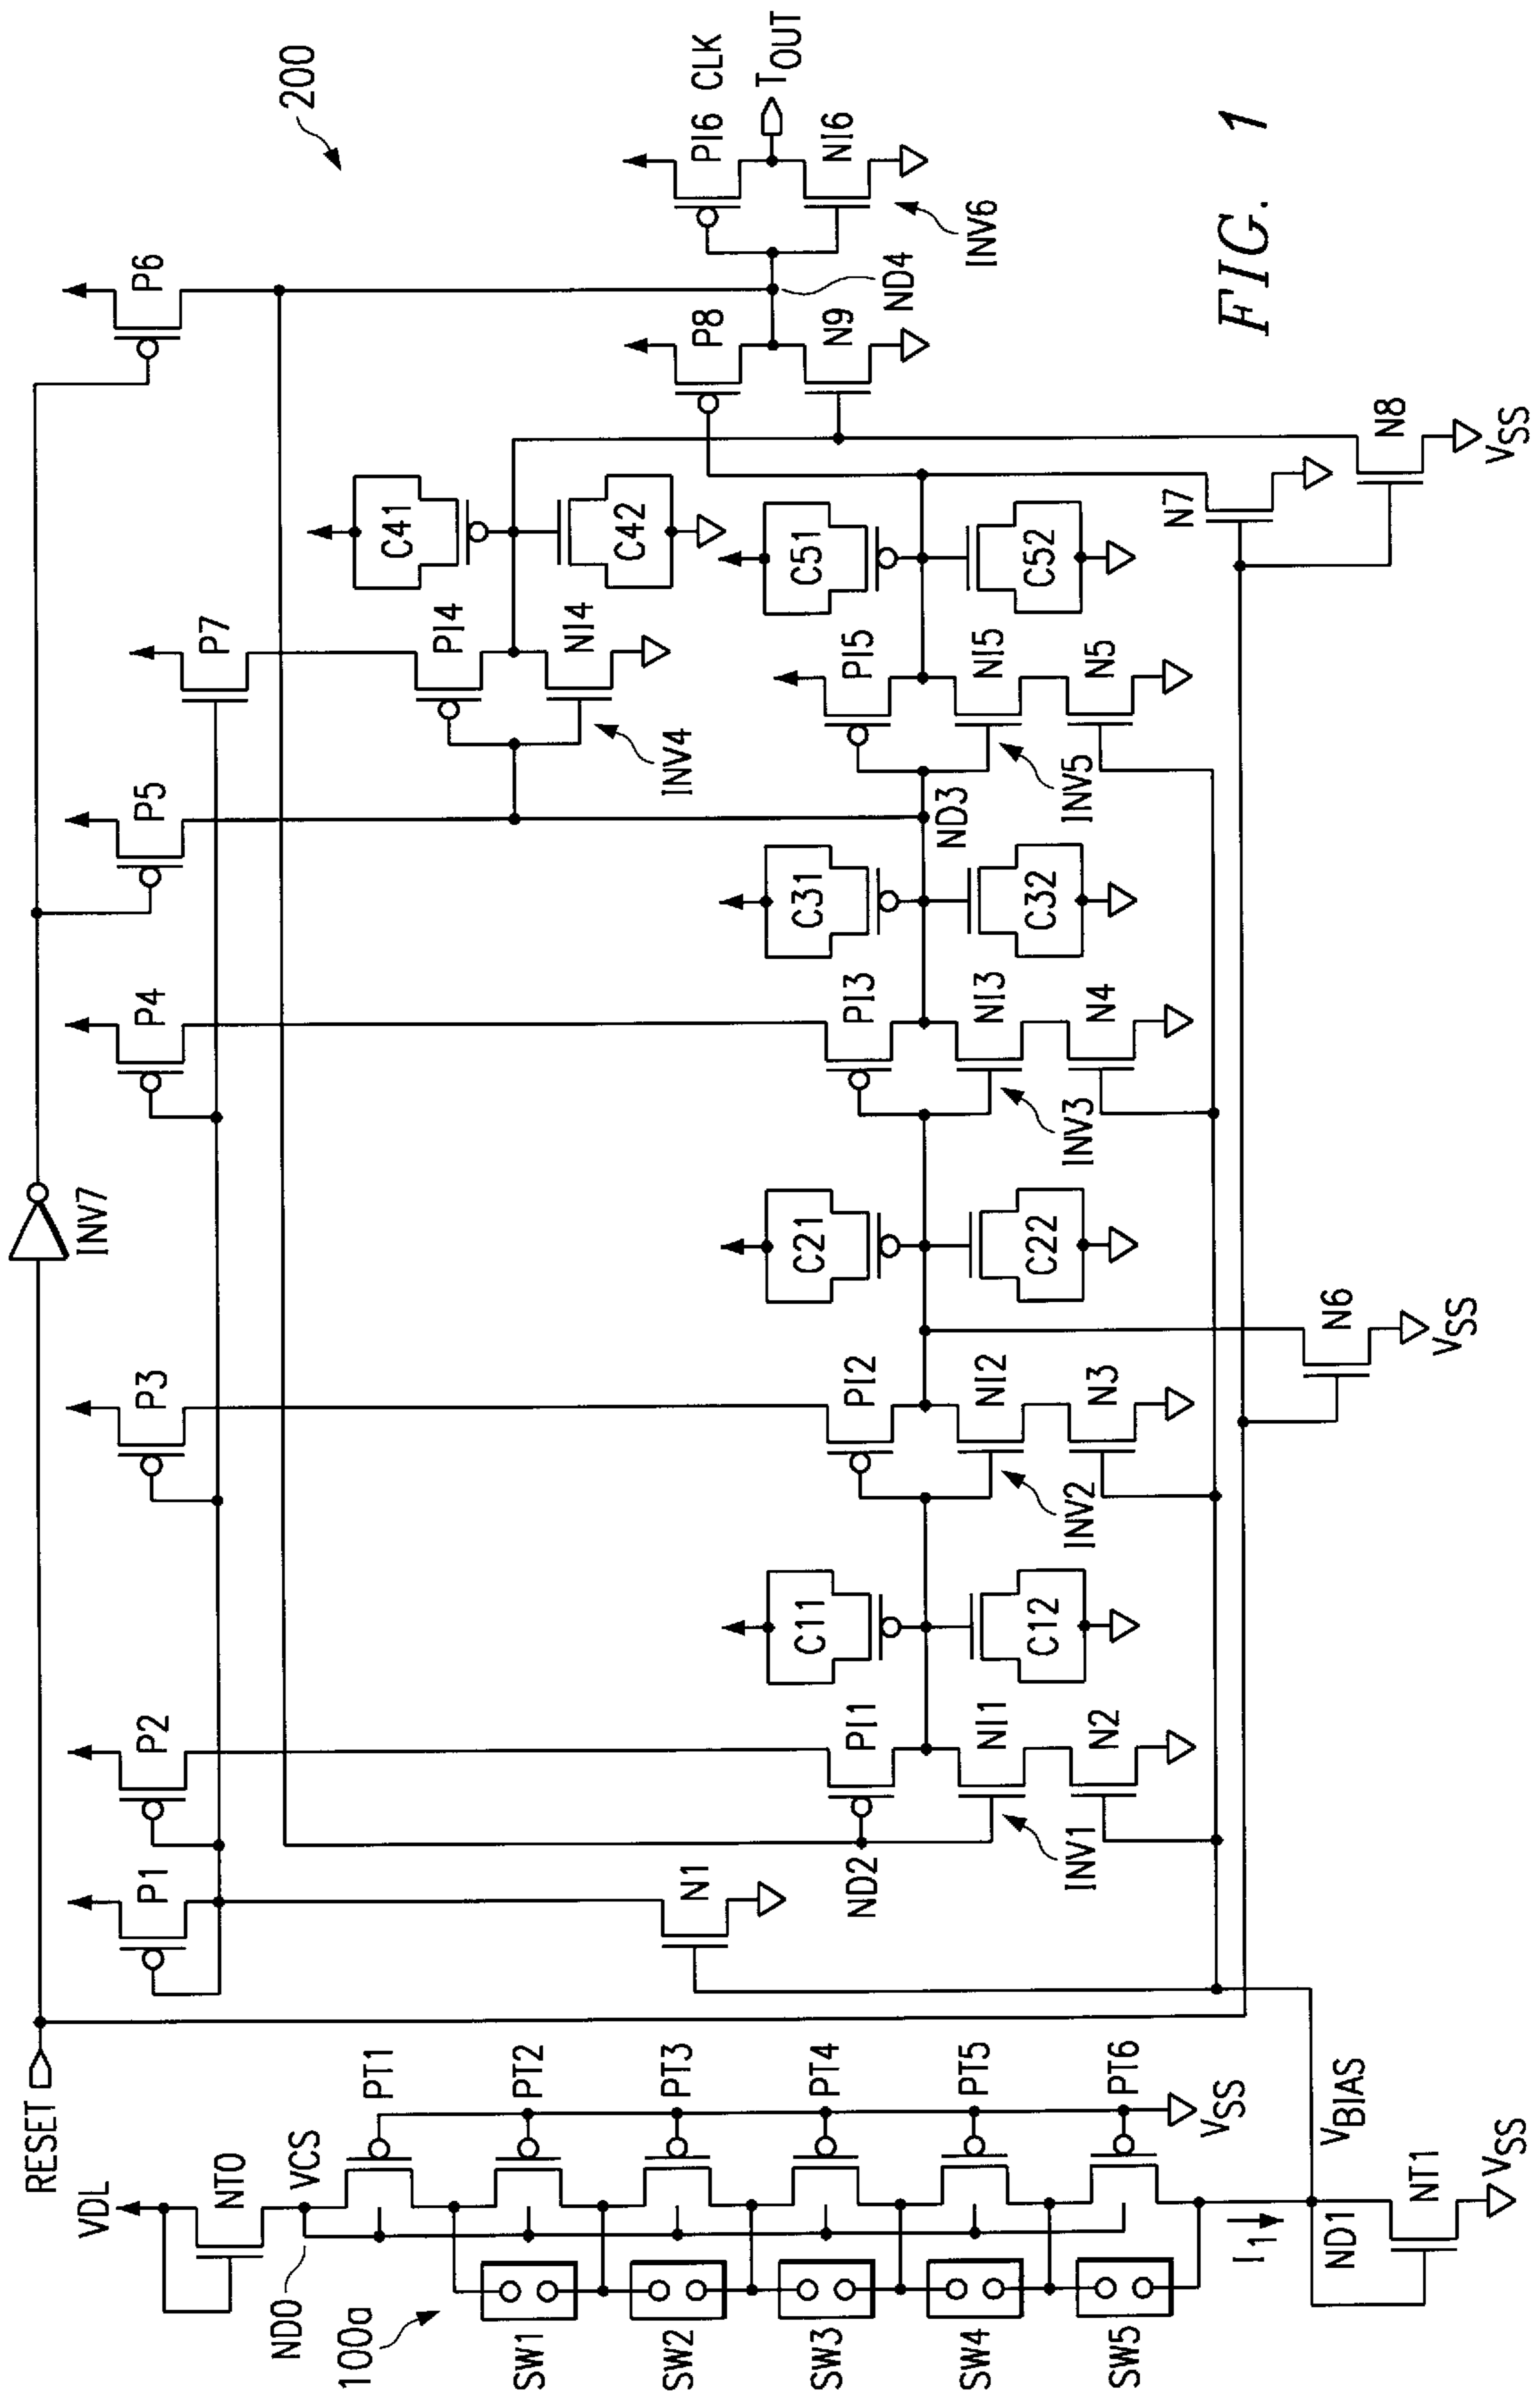 200
RESET
INV7
P1
P2
P3
P4
P5
P6
P7
VDL
NT0
VCS
ND0
100a
PT1
PT2
PT3
PT4
PT5
PT6
VSS
SW1
SW2
SW3
SW4
SW5
I1
ND1
VBIAS
NT1
VSS
N1
ND2
PI1
NI1
N2
INV1
C11
C12
PI2
NI2
N3
INV2
C21
C22
N6
VSS
PI3
NI3
N4
INV3
C31
C32
ND3
PI4
NI4
INV4
C41
C42
PI5
NI5
N5
INV5
C51
C52
N7
N8
VSS
P8
N9
ND4
PI6 CLK
TOUT
NI6
INV6
FIG. 1